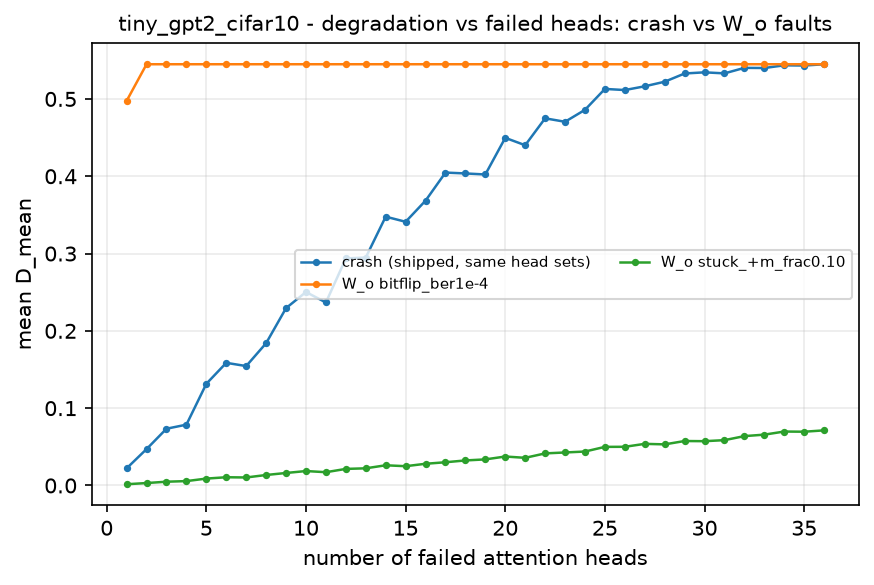 tiny_gpt2_cifar10 - degradation vs failed heads: crash vs W_o faults
mean D_mean
0.5
0.4
0.3
0.2
0.1
0.0
crash (shipped, same head sets)
W_o bitflip_ber1e-4
W_o stuck_+m_frac0.10
0 5 10 15 20 25 30 35
number of failed attention heads